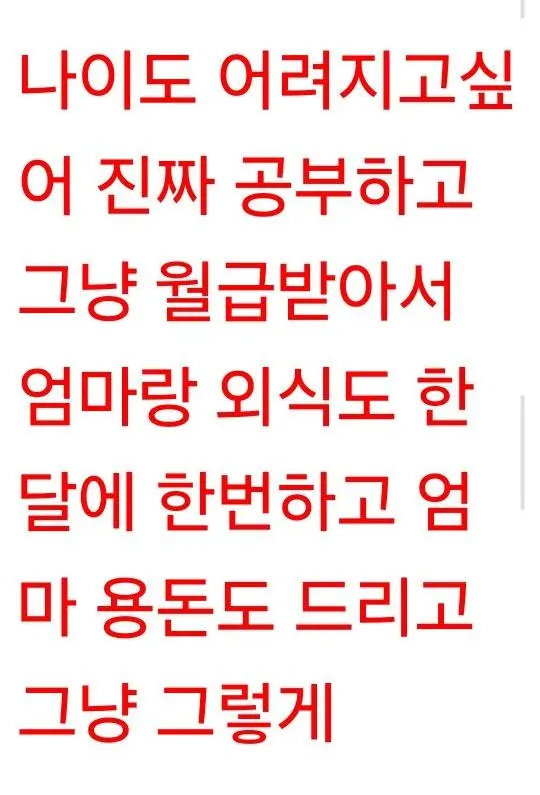 나이도 어려지고싶
어 진짜 공부하고
그냥 월급받아서
엄마랑 외식도 한
달에 한번하고 엄
마 용돈도 드리고
그냥 그렇게